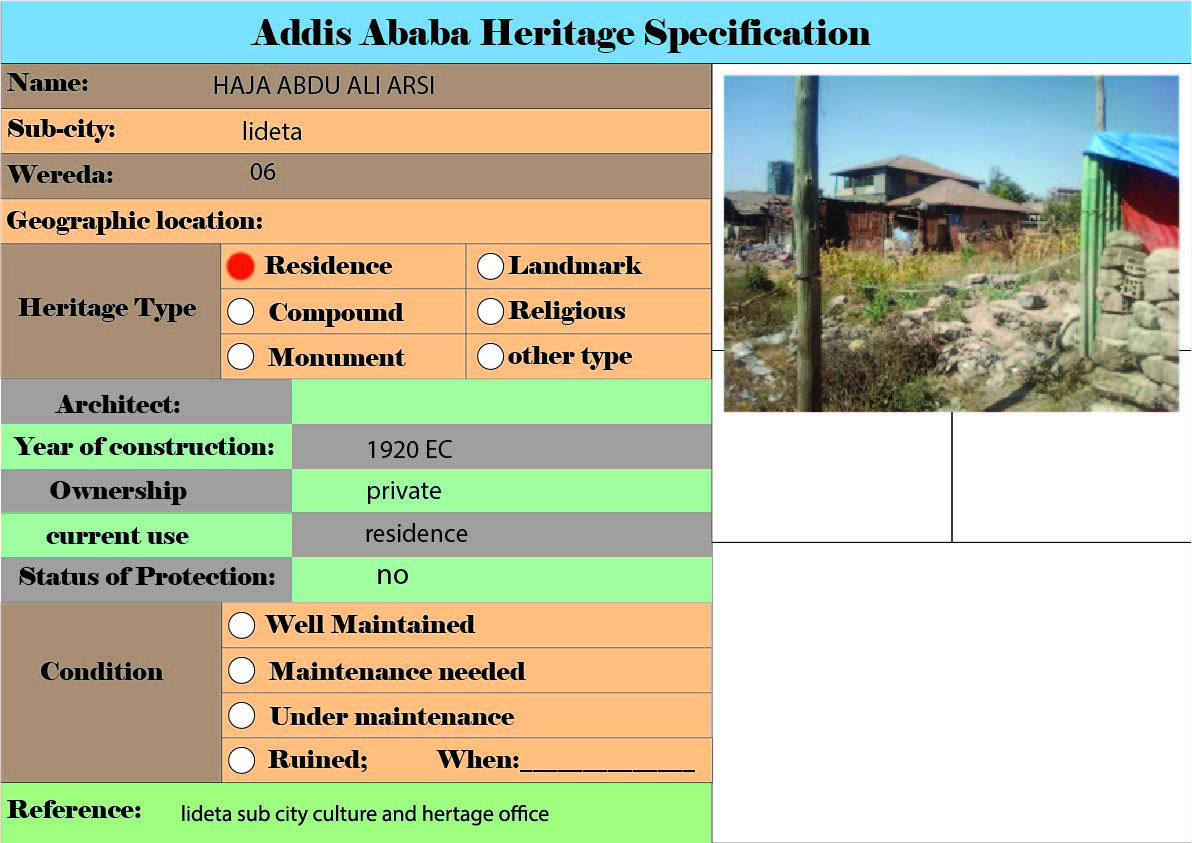 Addis Ababa Heritage Specification
Name: HAJA ABDU ALI ARSI
Sub-city: lideta
Wereda: 06
Geographic location:
Heritage Type
Residence
Landmark
Compound
Religious
Monument
other type
Architect:
Year of construction: 1920 EC
Ownership private
current use residence
Status of Protection: no
Condition
Well Maintained
Maintenance needed
Under maintenance
Ruined; When:______________
Reference: lideta sub city culture and hertage office